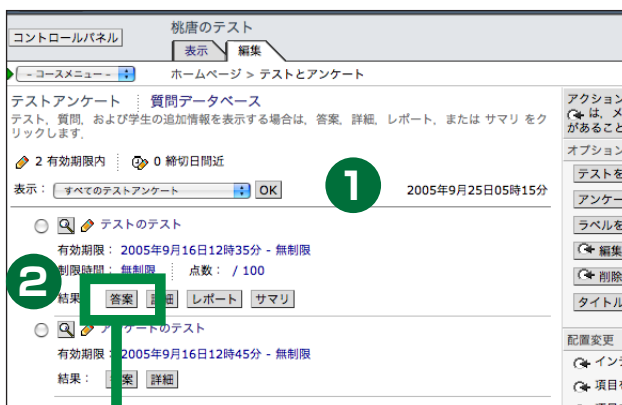 コントロールパネル
桃唐のテスト
表示 編集
- コースメニュー -
ホームページ > テストとアンケート
テストアンケート 質問データベース
テスト，質問，および学生の追加情報を表示する場合は，答案，詳細，レポート，または サマリ をク
リックします．
2 有効期限内 0 締切日間近
表示： すべてのテストアンケート OK
2005年9月25日05時15分
1
テストのテスト
有効期限： 2005年9月16日12時35分 - 無制限
制限時間： 無制限 点数： / 100
2
結果 答案 細 レポート サマリ
ケートのテスト
有効期限 2005年9月16日12時45分 - 無制限
結果： 案 詳細
アクション
は，メ
があること
オプション
テストを
アンケー
ラベルを
編集
削除
タイトル
配置変更
イン
項目